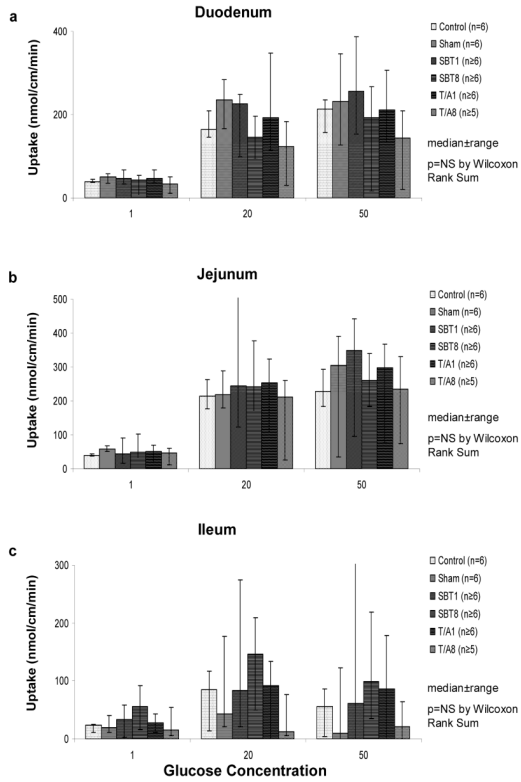 a
Duodenum
Uptake (nmol/cm/min)
400
200
0
1
20
50
Control (n=6)
Sham (n=6)
SBT1 (n≥6)
SBT8 (n≥6)
T/A1 (n≥6)
T/A8 (n≥5)
median±range
p=NS by Wilcoxon
Rank Sum
b
Jejunum
Uptake (nmol/cm/min)
500
400
300
200
100
0
1
20
50
Control (n=6)
Sham (n=6)
SBT1 (n≥6)
SBT8 (n≥6)
T/A1 (n≥6)
T/A8 (n≥5)
median±range
p=NS by Wilcoxon
Rank Sum
Ileum
c
Uptake (nmol/cm/min)
300
200
100
0
1
20
50
Control (n=6)
Sham (n=6)
SBT1 (n≥6)
SBT8 (n≥6)
T/A1 (n≥6)
T/A8 (n≥5)
median±range
p=NS by Wilcoxon
Rank Sum
Glucose Concentration